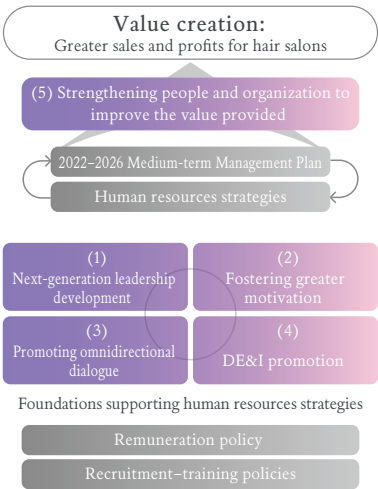 Value creation:
Greater sales and profits for hair salons
(5) Strengthening people and organization to
improve the value provided
2022–2026 Medium-term Management Plan
Human resources strategies
(1)
Next-generation leadership
development
(2)
Fostering greater
motivation
(3)
Promoting omnidirectional
dialogue
(4)
DE&I promotion
Foundations supporting human resources strategies
Remuneration policy
Recruitment–training policies